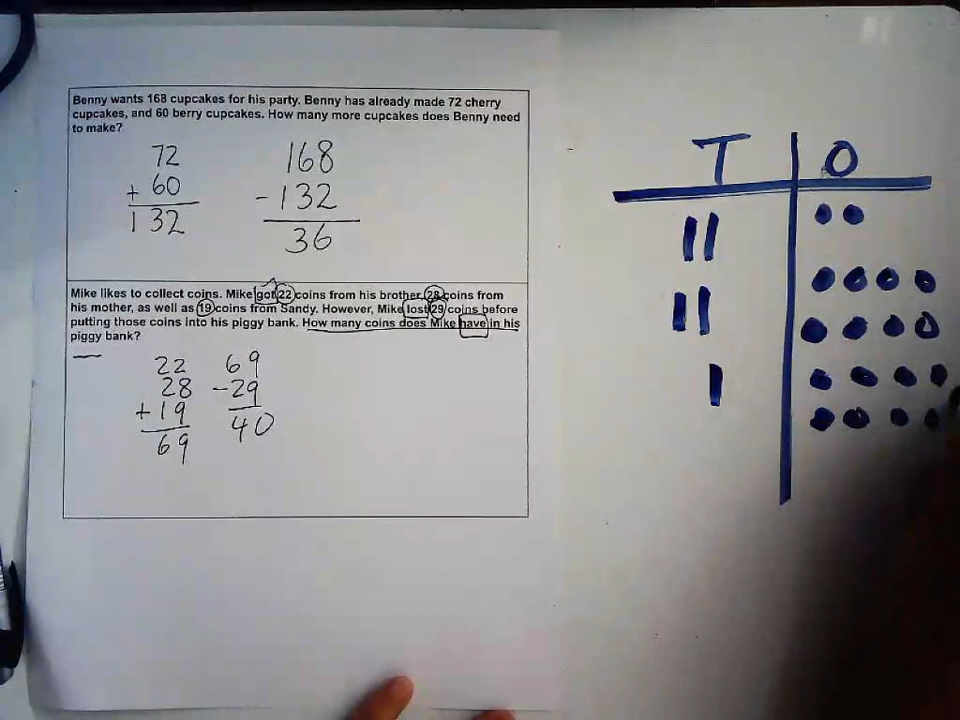 Benny wants 168 cupcakes for his party. Benny has already made 72 cherry
cupcakes, and 60 berry cupcakes. How many more cupcakes does Benny need
to make?
72
+ 60
132
168
- 132
36
Mike likes to collect coins. Mike got 22 coins from his brother, 28 coins from
his mother, as well as 19 coins from Sandy. However, Mike lost 29 coins before
putting those coins into his piggy bank. How many coins does Mike have in his
piggy bank?
22
28
+ 19
69
69
- 29
40
T O